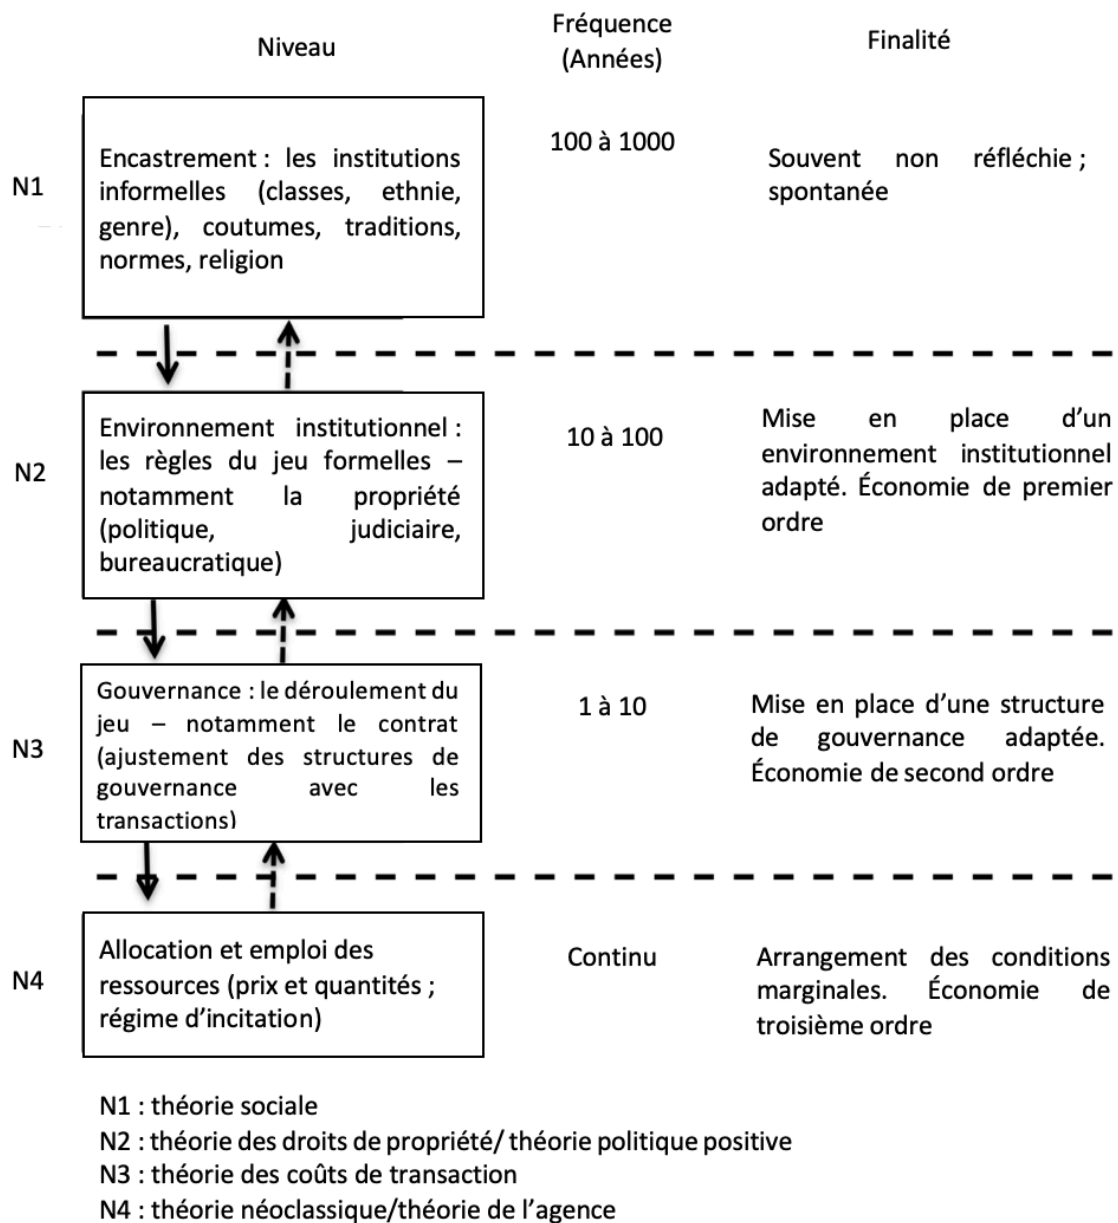 Niveau
Fréquence
(Années)
Finalité
N1
Encastrement : les institutions
informelles (classes, ethnie,
genre), coutumes, traditions,
normes, religion
100 à 1000
Souvent non réfléchie ;
spontanée
N2
Environnement institutionnel :
les règles du jeu formelles –
notamment la propriété
(politique, judiciaire,
bureaucratique)
10 à 100
Mise en place d’un
environnement institutionnel
adapté. Économie de premier
ordre
N3
Gouvernance : le déroulement du
jeu – notamment le contrat
(ajustement des structures de
gouvernance avec les
transactions)
1 à 10
Mise en place d’une structure
de gouvernance adaptée.
Économie de second ordre
N4
Allocation et emploi des
ressources (prix et quantités ;
régime d’incitation)
Continu
Arrangement des conditions
marginales. Économie de
troisième ordre
N1 : théorie sociale
N2 : théorie des droits de propriété/ théorie politique positive
N3 : théorie des coûts de transaction
N4 : théorie néoclassique/théorie de l’agence